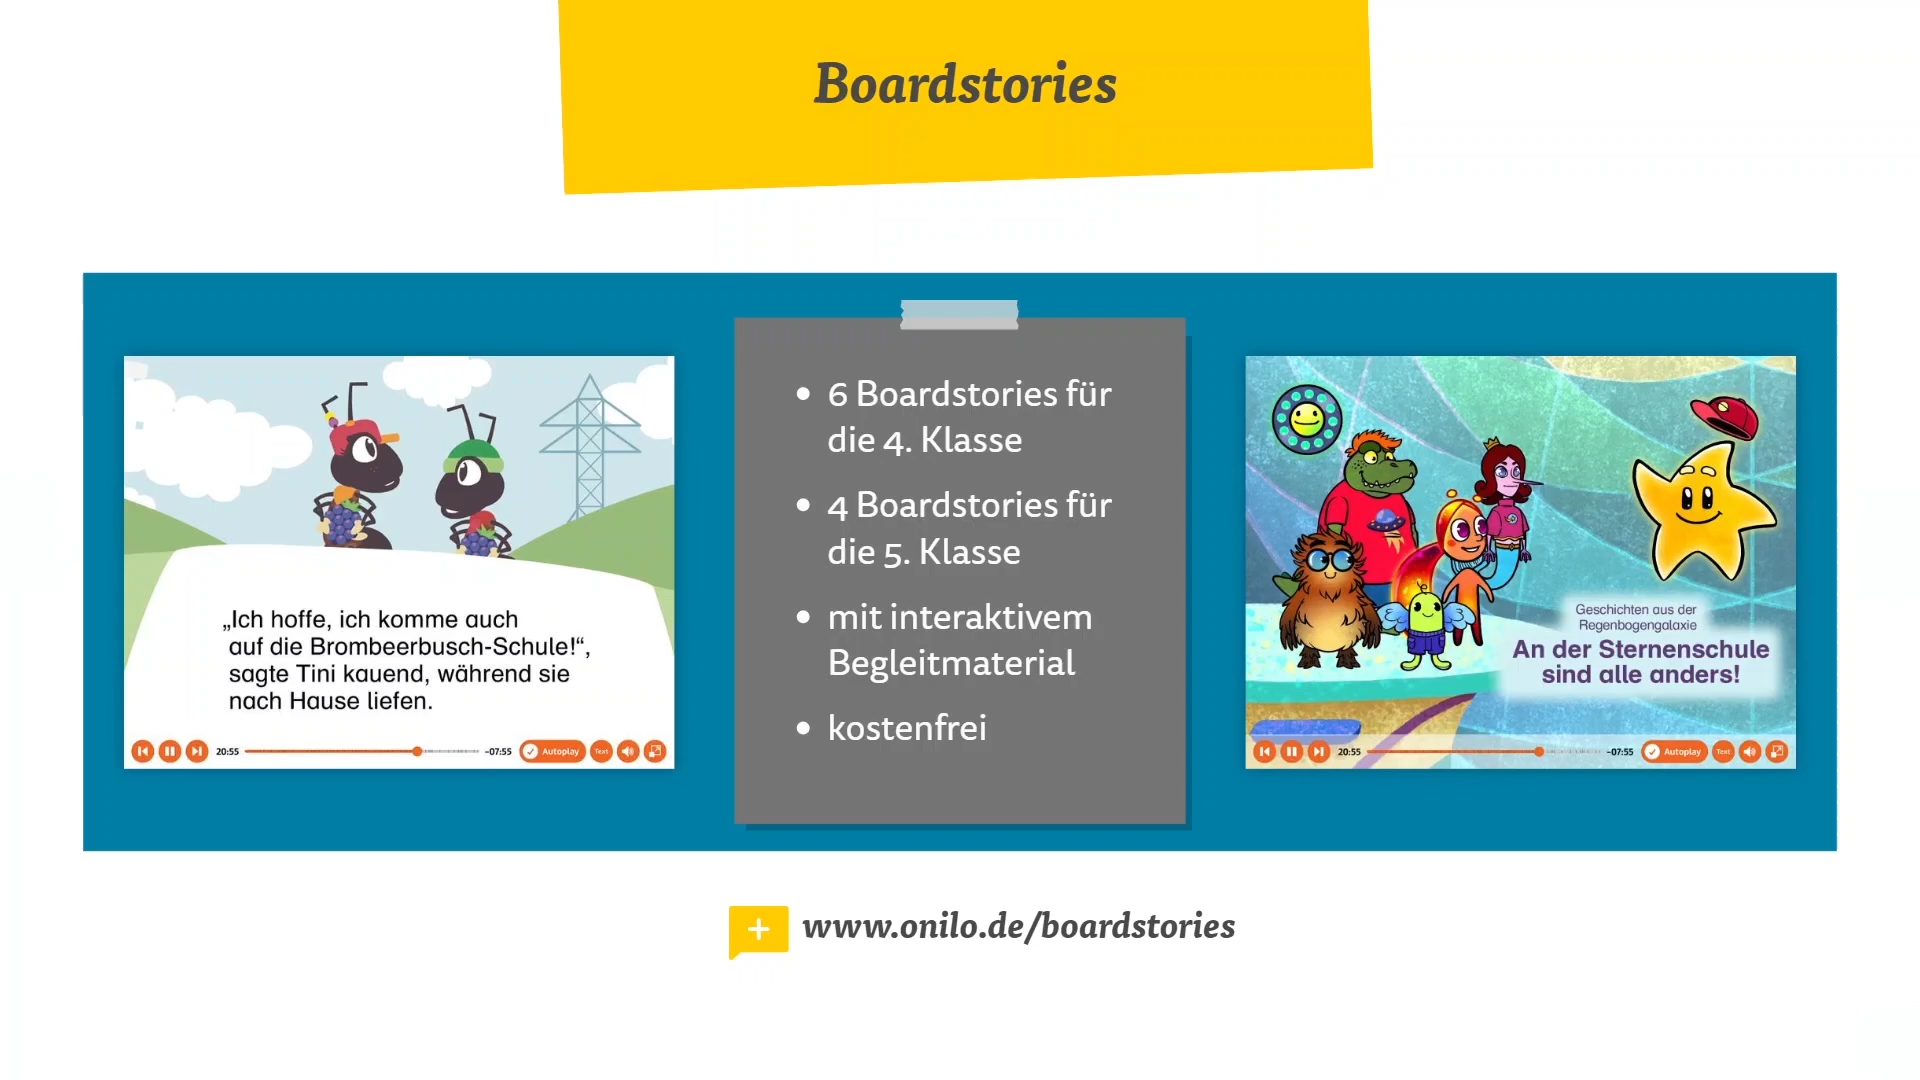 Boardstories
„Ich hoffe, ich komme auch
auf die Brombeerbusch-Schule!“,
sagte Tini kauend, während sie
nach Hause liefen.
20:55
-07:55
Autoplay
Text
• 6 Boardstories für
die 4. Klasse
• 4 Boardstories für
die 5. Klasse
• mit interaktivem
Begleitmaterial
• kostenfrei
Geschichten aus der
Regenbogengalaxie
An der Sternenschule
sind alle anders!
20:55
-07:55
Autoplay
Text
www.onilo.de/boardstories